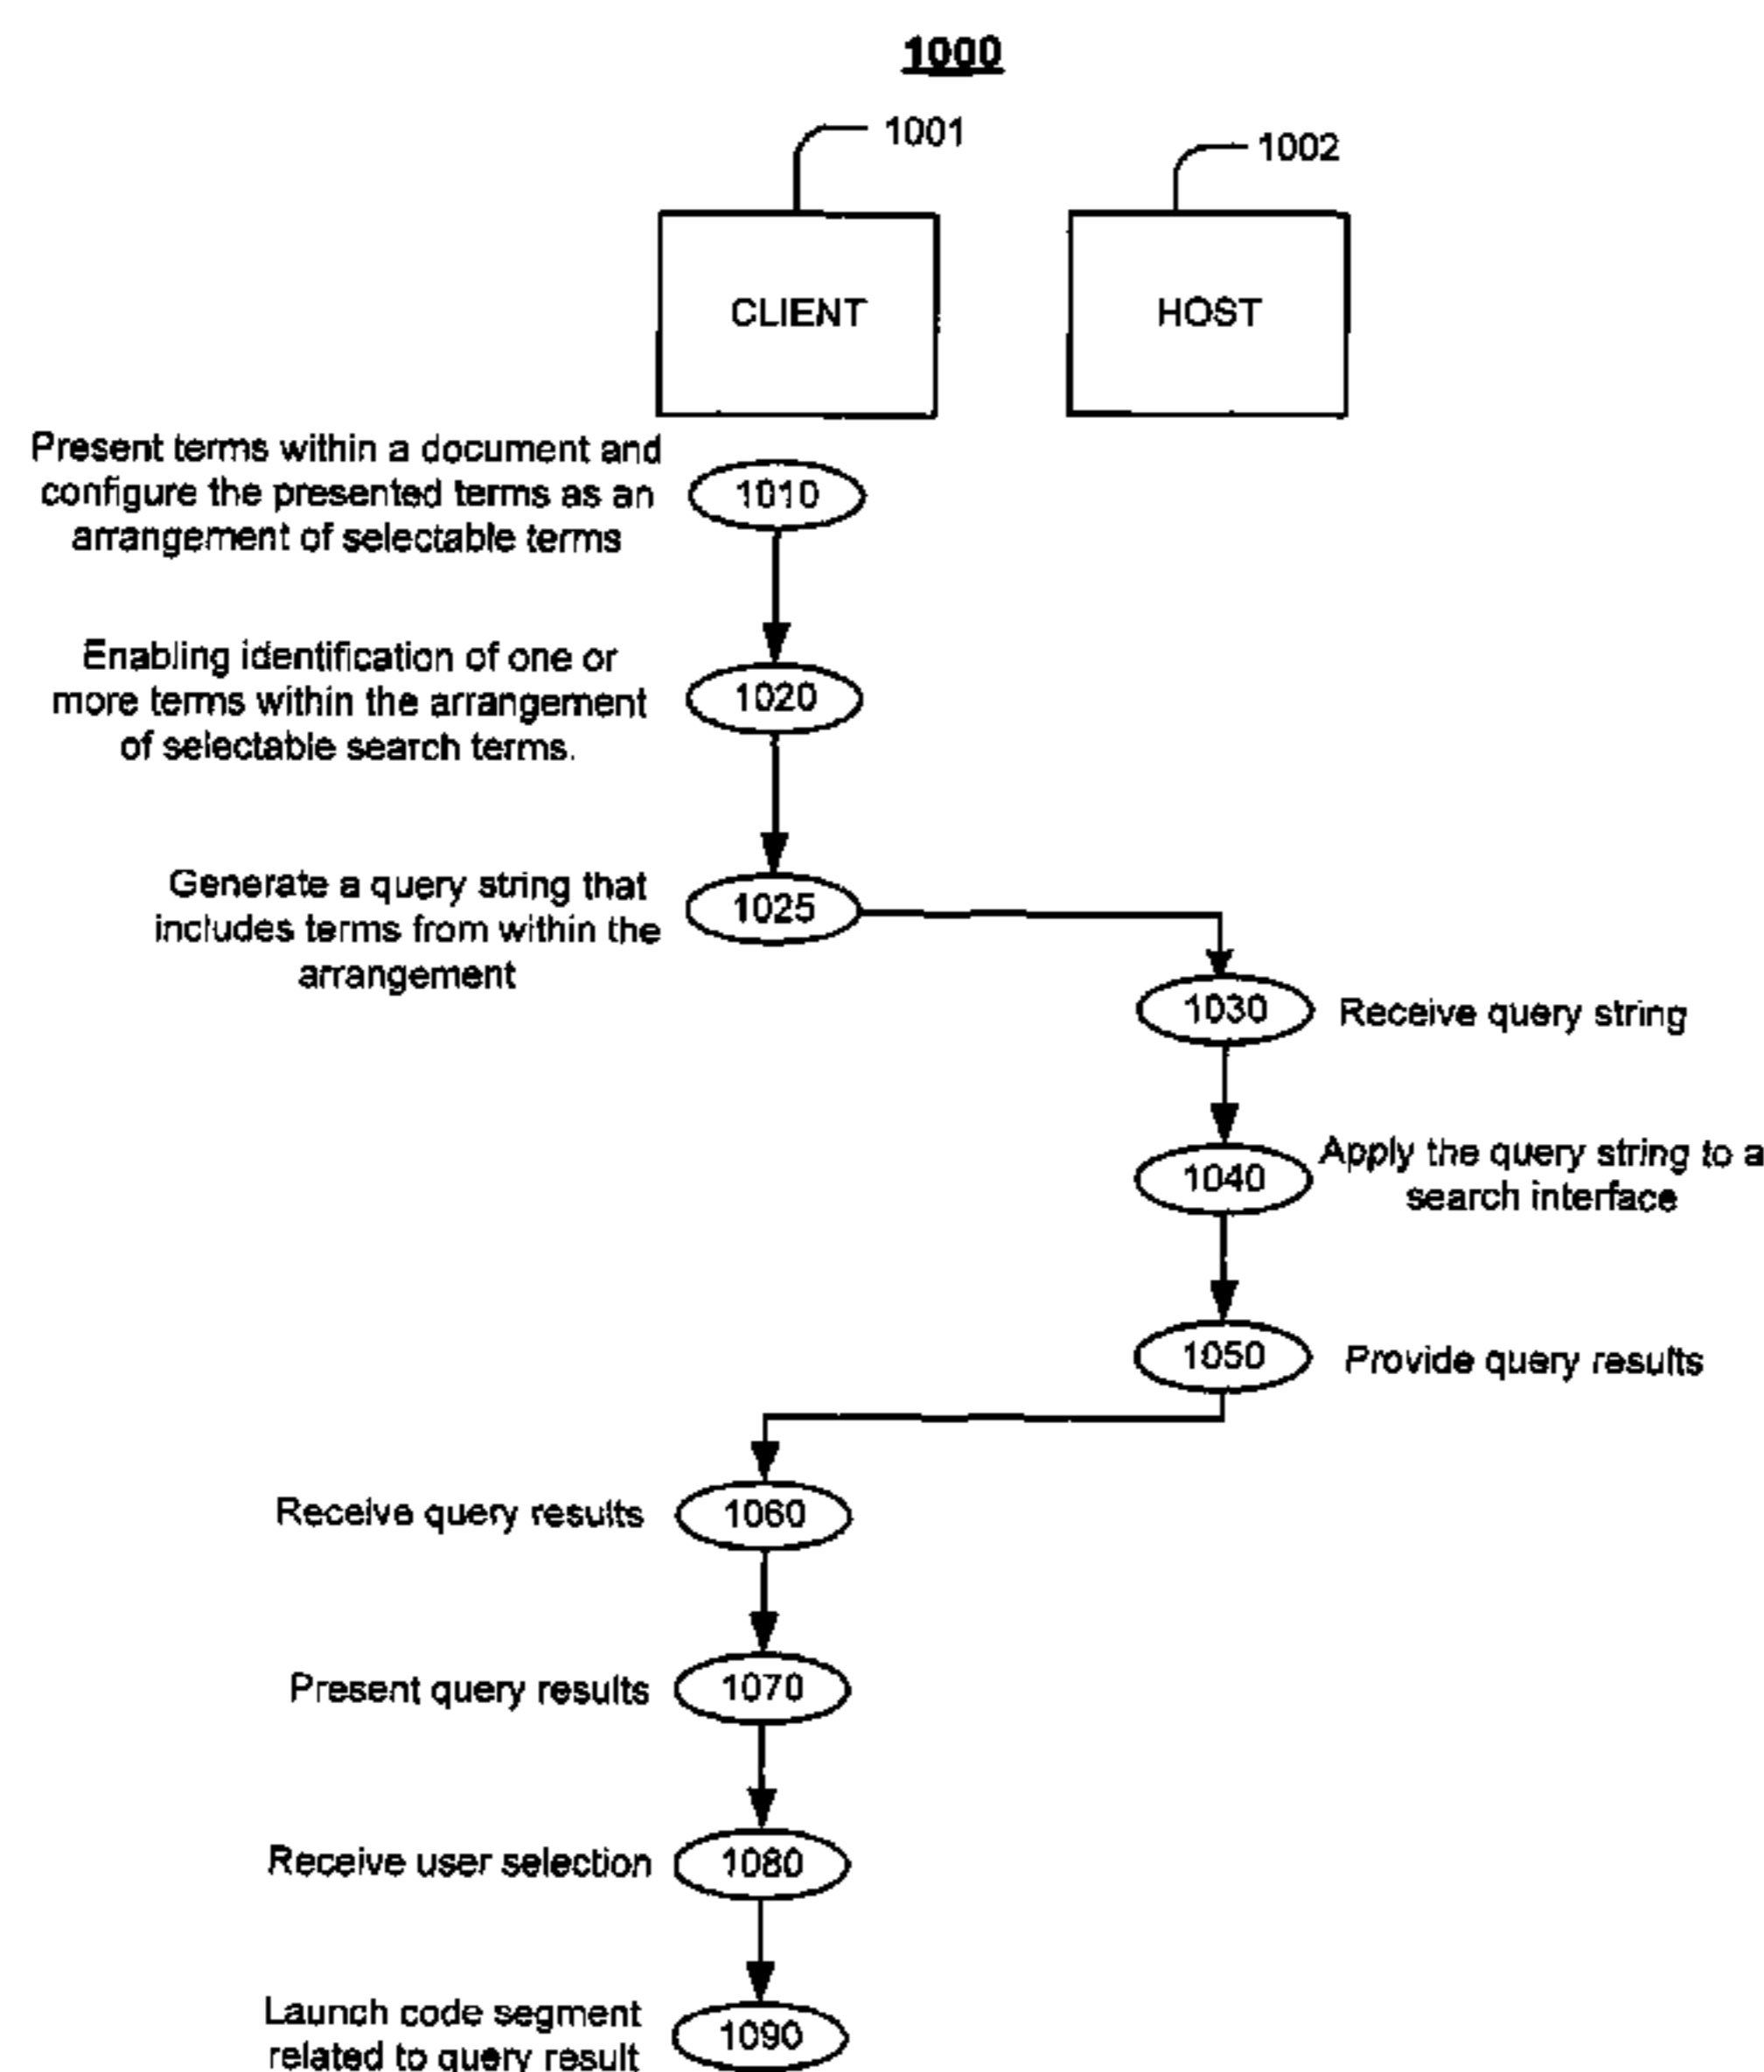 1000
1001
1002
CLIENT
HOST
Present terms within a document and
configure the presented terms as an
arrangement of selectable terms
1010
Enabling identification of one or
more terms within the arrangement
of selectable search terms.
1020
Generate a query string that
includes terms from within the
arrangement
1025
1030
Receive query string
1040
Apply the query string to a
search interface
1050
Provide query results
Receive query results
1060
Present query results
1070
Receive user selection
1080
Launch code segment
related to query result
1090